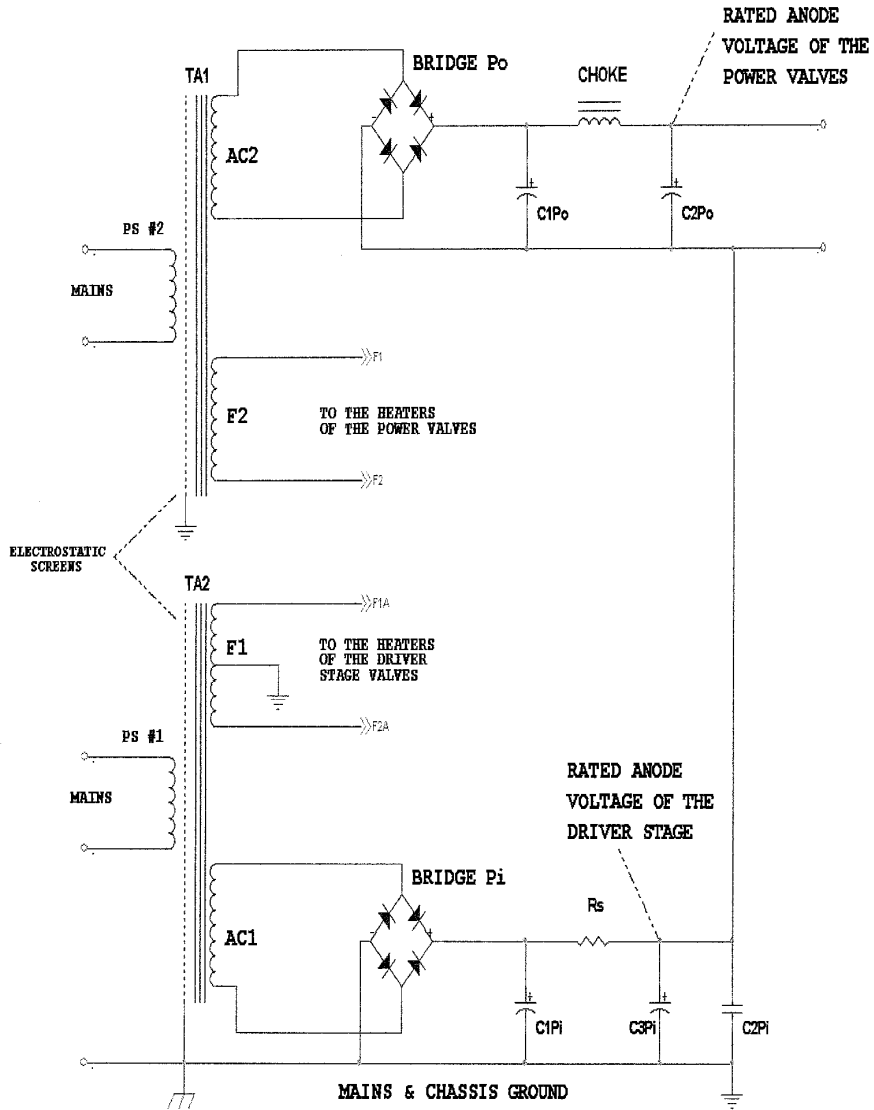 RATED ANODE
VOLTAGE OF THE
POWER VALVES
BRIDGE Po
CHOKE
TA1
-
+
AC2
+
C1Po
+
C2Po
PS #2
MAINS
F1
F2
TO THE HEATERS
OF THE POWER VALVES
F2
ELECTROSTATIC
SCREENS
TA2
F1A
F1
TO THE HEATERS
OF THE DRIVER
STAGE VALVES
F2A
PS #1
MAINS
RATED ANODE
VOLTAGE OF THE
DRIVER STAGE
BRIDGE Pi
Rs
-
+
AC1
+
C1Pi
+
C3Pi
C2Pi
MAINS & CHASSIS GROUND